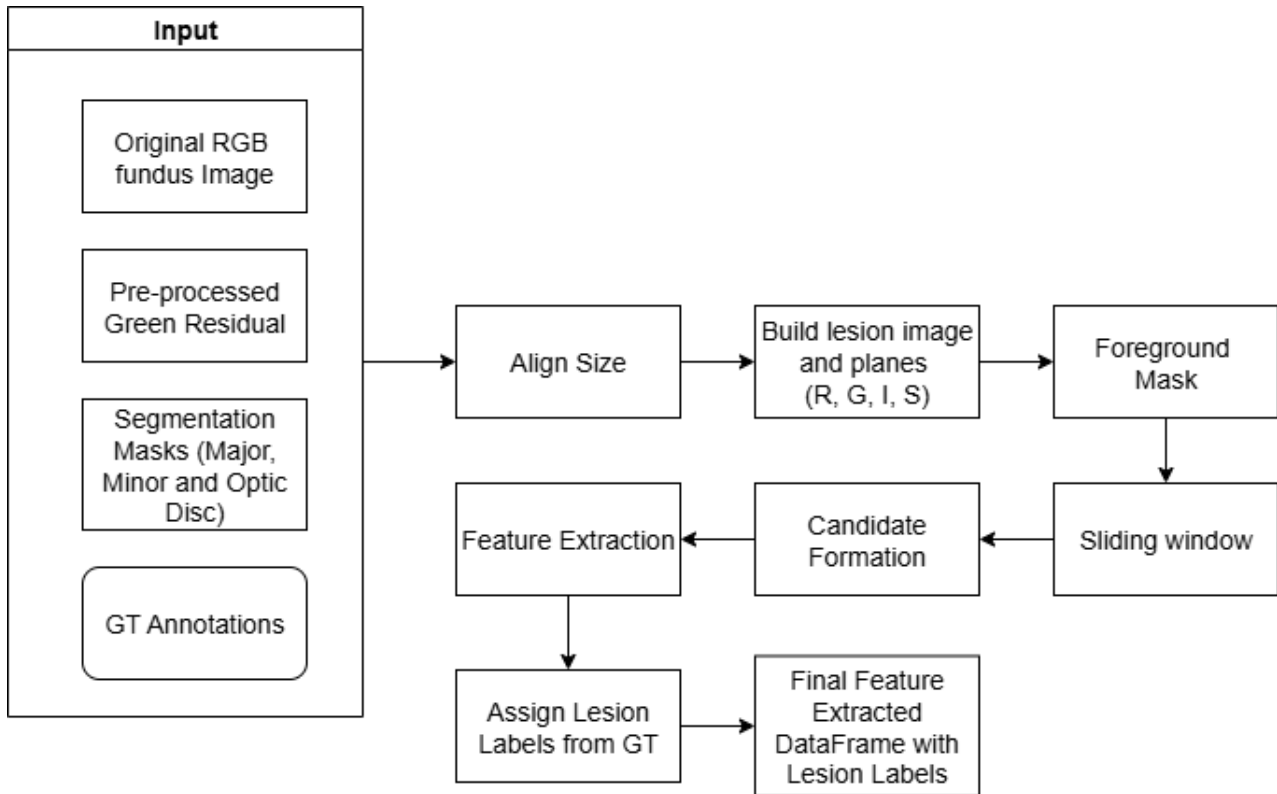 Input
Original RGB
fundus Image
Pre-processed
Green Residual
Segmentation
Masks (Major,
Minor and Optic
Disc)
GT Annotations
Align Size
Build lesion image
and planes
(R, G, I, S)
Foreground
Mask
Sliding window
Candidate
Formation
Feature Extraction
Assign Lesion
Labels from GT
Final Feature
Extracted
DataFrame with
Lesion Labels